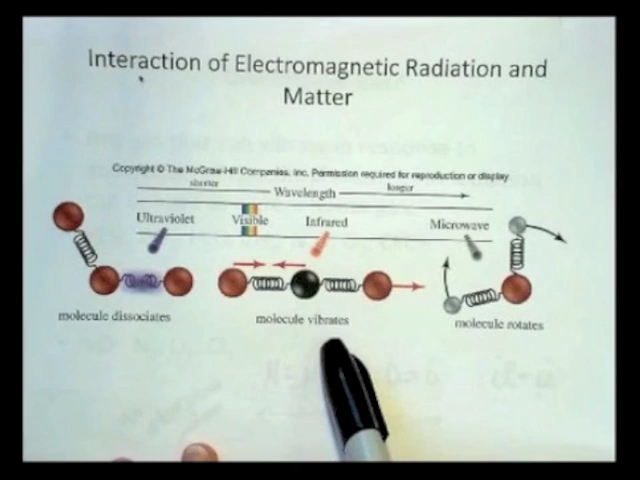 Interaction of Electromagnetic Radiation and
Matter
Copyright © The McGraw-Hill Companies, Inc. Permission required for reproduction or display
shorter Wavelength longer
Ultraviolet Visible Infrared Microwave
molecule dissociates molecule vibrates molecule rotates